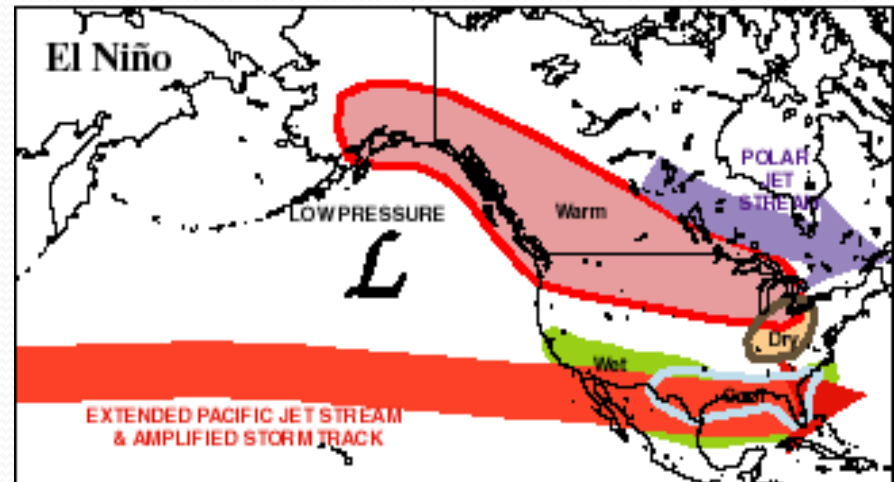 El Niño
POLAR
JET
STREAM
LOW PRESSURE
Warm
L
Dry
Wet
Cool
EXTENDED PACIFIC JET STREAM
& AMPLIFIED STORM TRACK